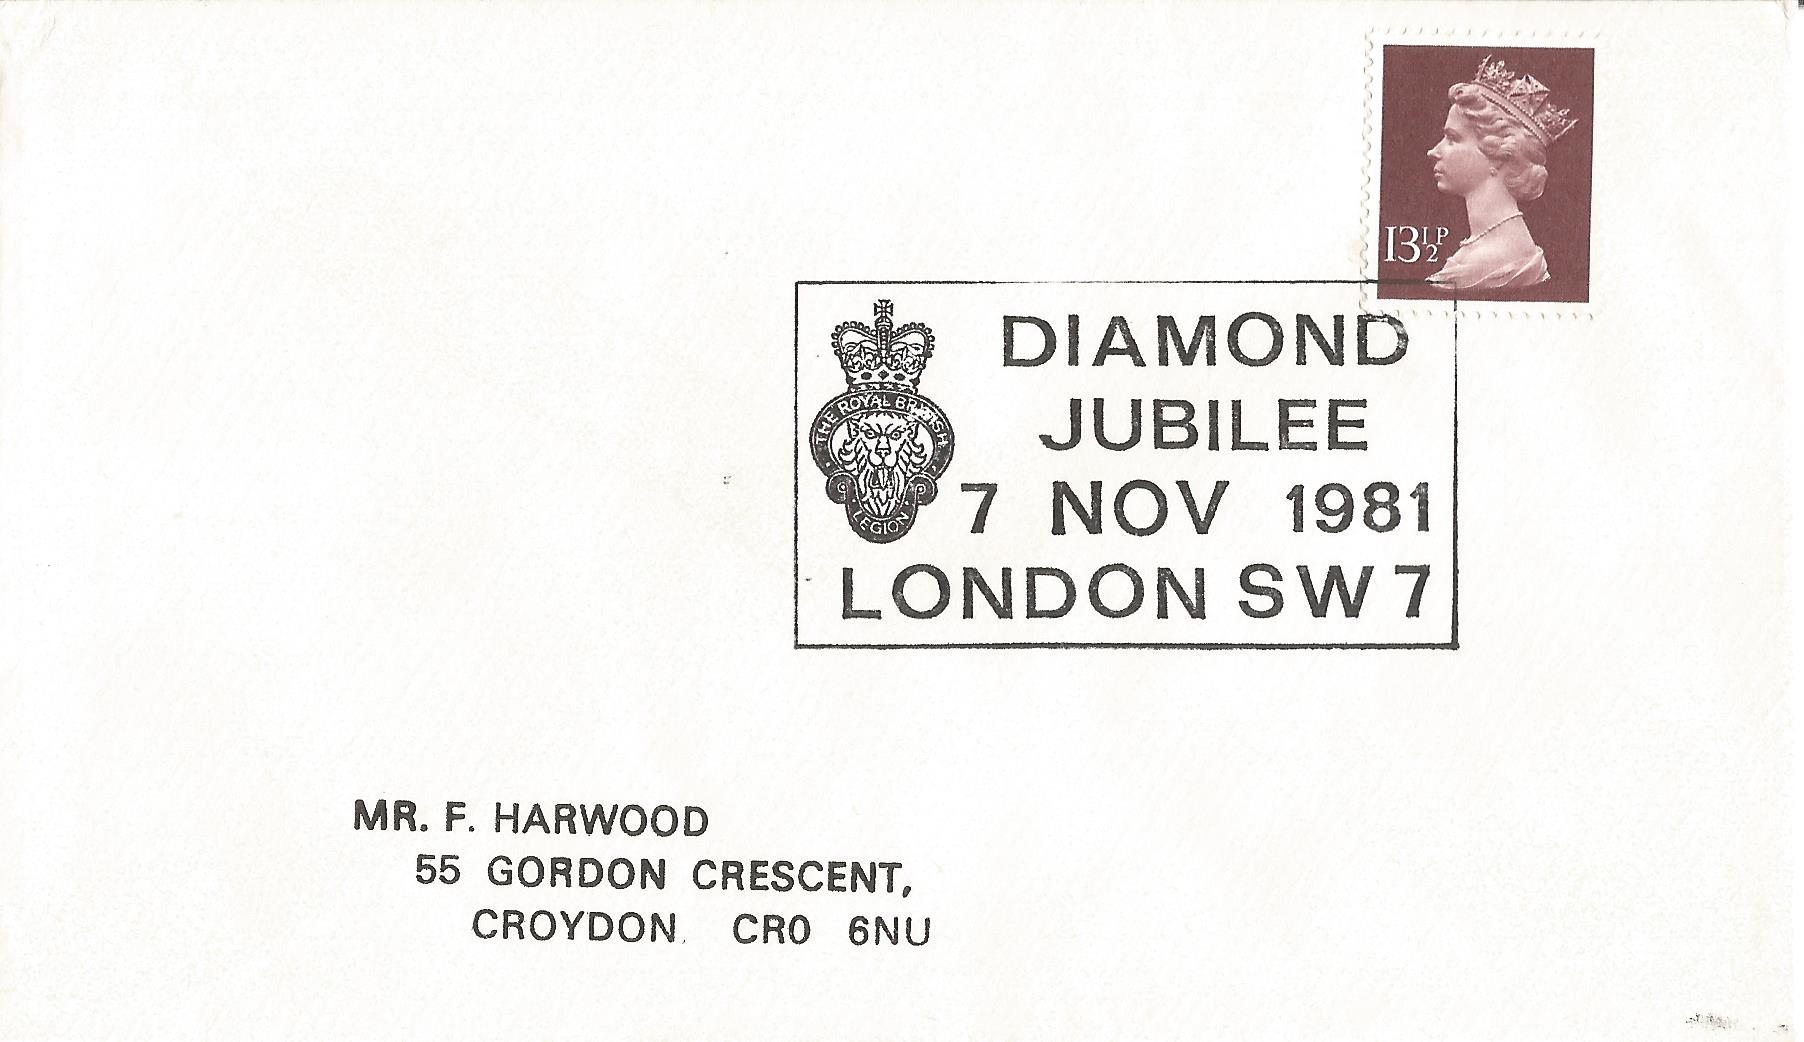 13½P
DIAMOND
JUBILEE
7 NOV 1981
LONDON SW7
THE ROYAL BRITISH
LEGION
MR. F. HARWOOD
55 GORDON CRESCENT,
CROYDON. CR0 6NU